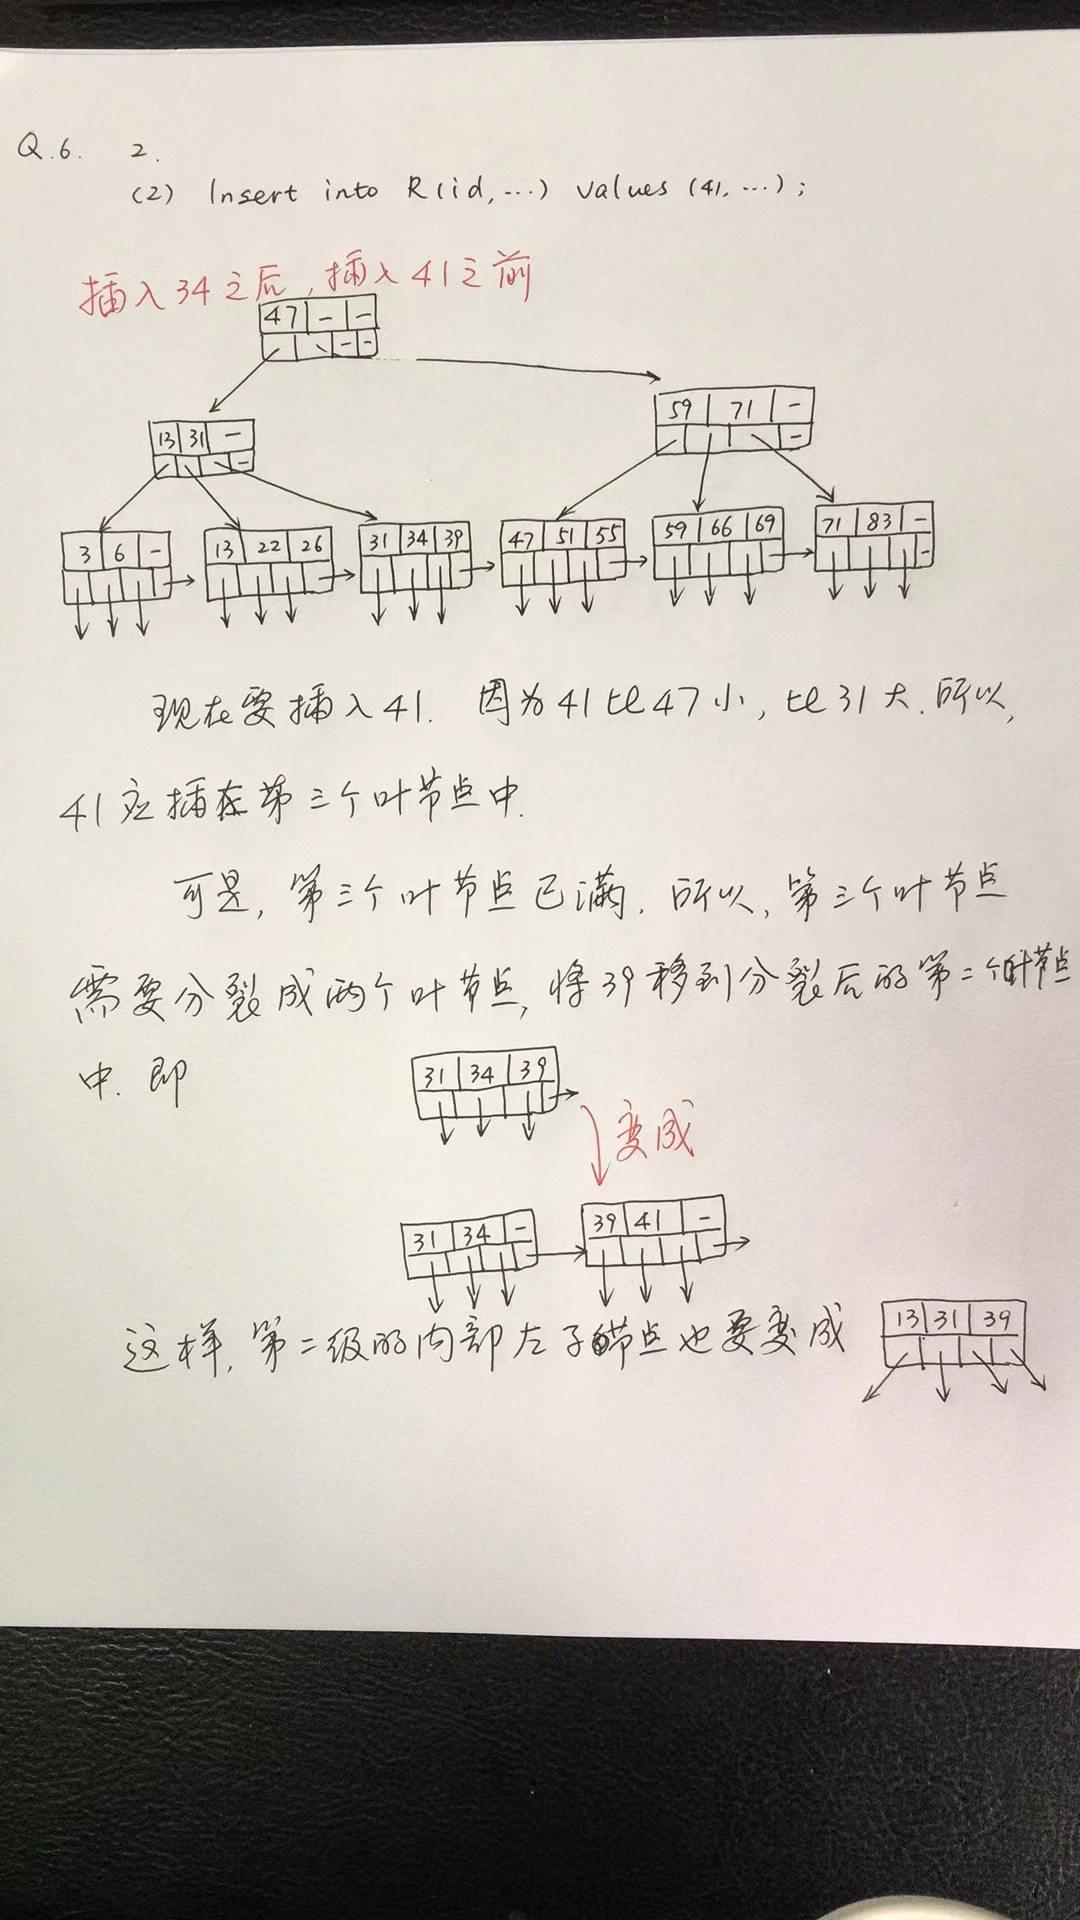 Q.6. 2.
(2) Insert into R(id, ...) values (41, ...);
插入34之后,插入41之前
47 - -
- -
59 71 -
-
13 31 -
-
3 6 -
13 22 26
31 34 39
47 51 55
59 66 69
71 83 -
-
现在要插入41. 因为41比47小,比31大.所以,
41应插在第三个叶节点中.
可是,第三个叶节点已满.所以,第三个叶节点
需要分裂成两个叶节点,将39移到分裂后的第二个叶节点
中.即
31 34 39
变成
31 34 -
39 41 -
这样,第二级的内部左子节点也要变成
13 31 39